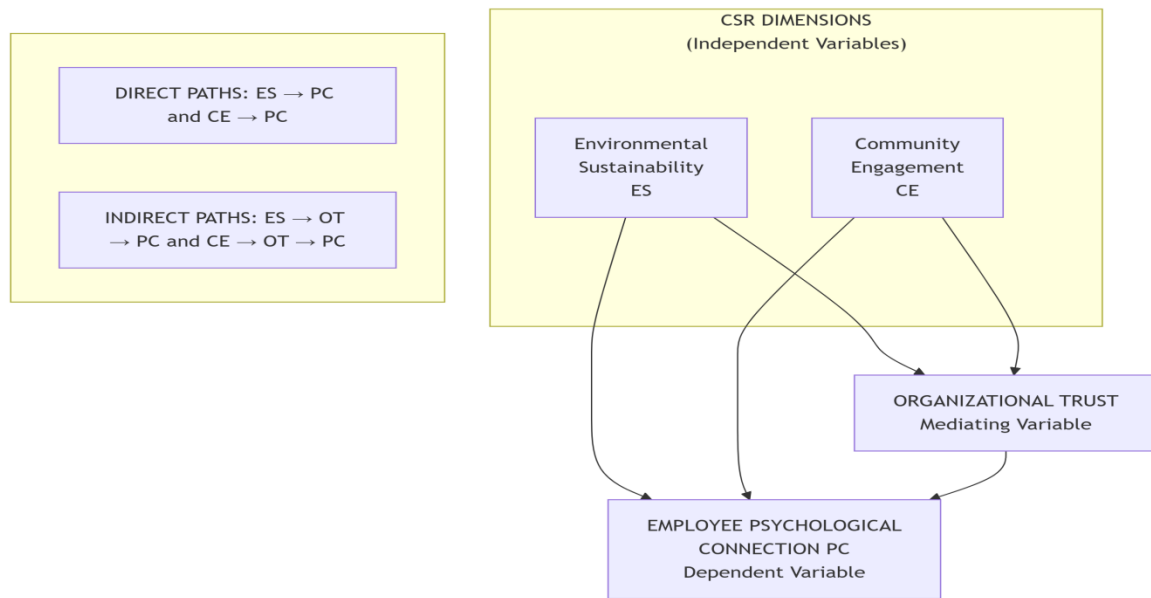 DIRECT PATHS: ES → PC
and CE → PC
INDIRECT PATHS: ES → OT
→ PC and CE → OT → PC
CSR DIMENSIONS
(Independent Variables)
Environmental
Sustainability
ES
Community
Engagement
CE
ORGANIZATIONAL TRUST
Mediating Variable
EMPLOYEE PSYCHOLOGICAL
CONNECTION PC
Dependent Variable